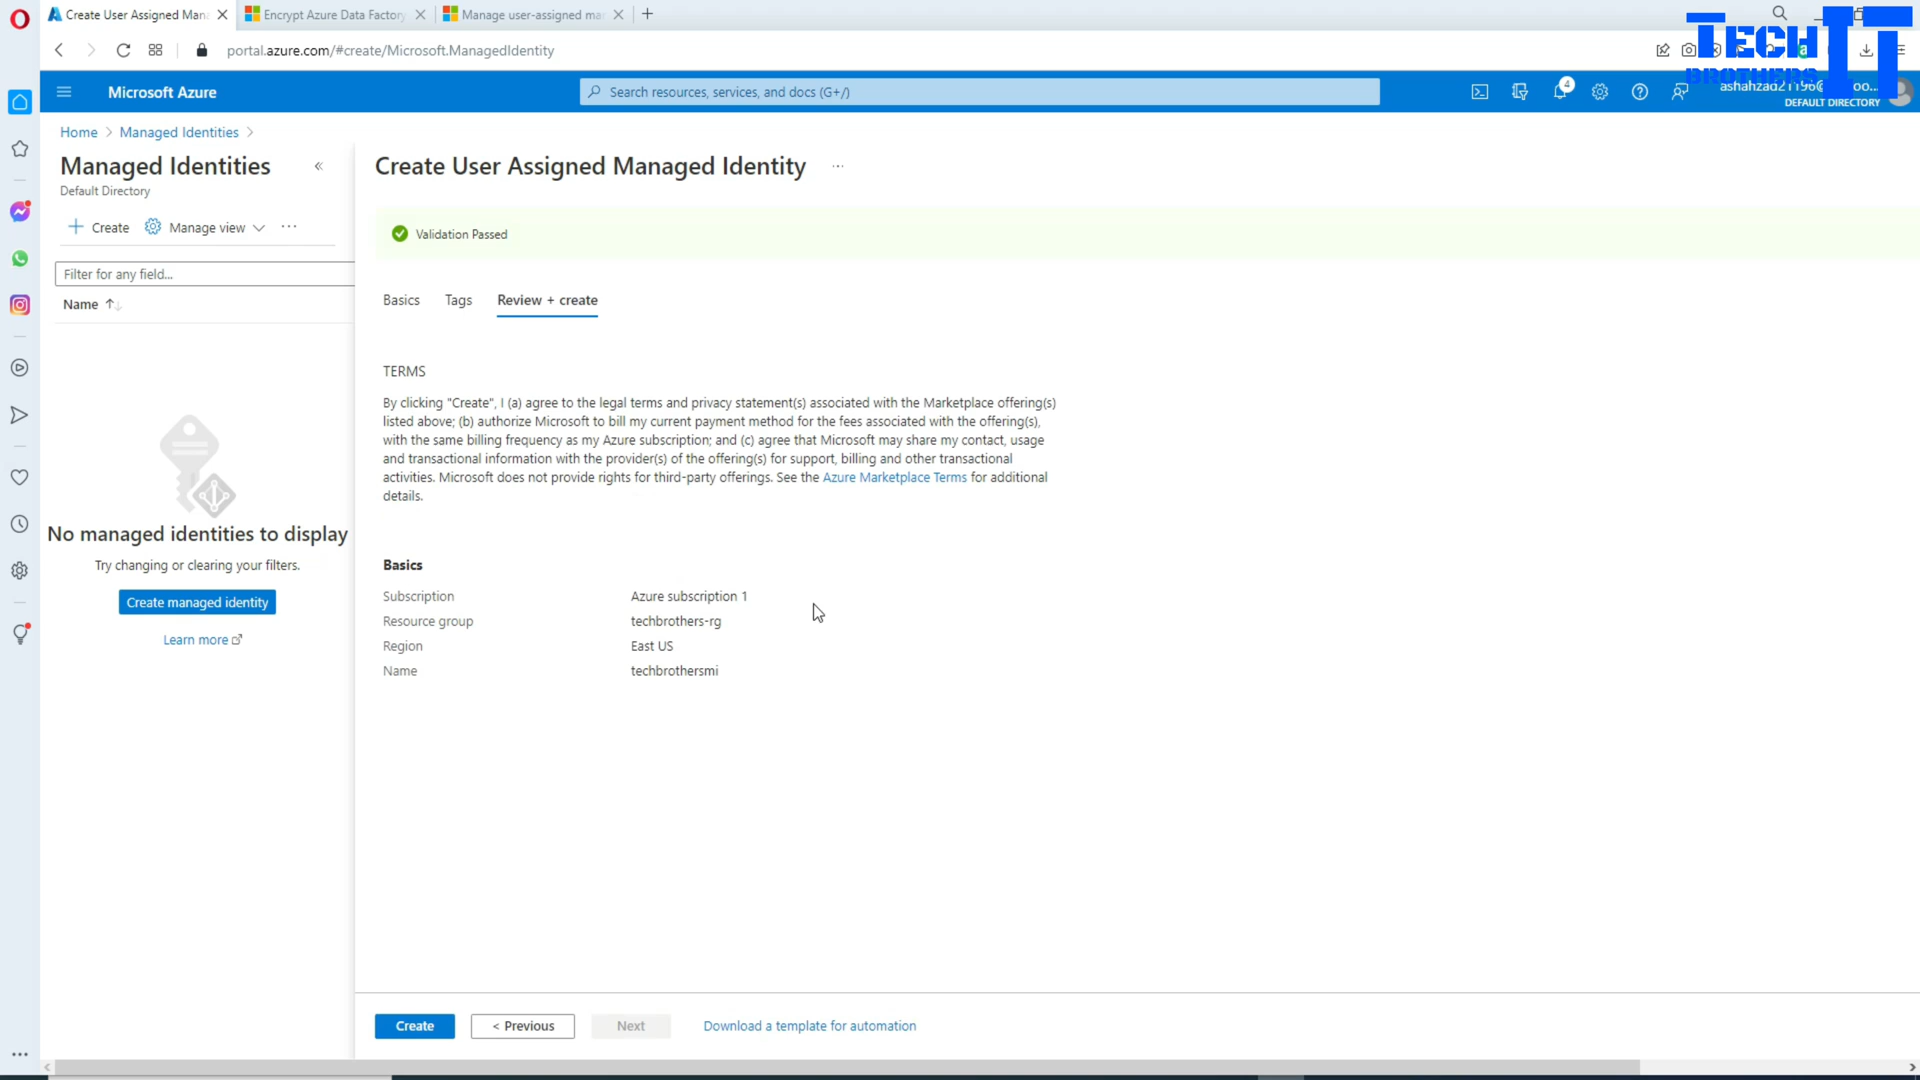 Create User Assigned Mana
Encrypt Azure Data Factory
Manage user-assigned ma
portal.azure.com/#create/Microsoft.ManagedIdentity
TECH IT
BROTHERS
Microsoft Azure
Search resources, services, and docs (G+/)
4
DEFAULT DIRECTORY
Home > Managed Identities >
Managed Identities
Default Directory
Create
Manage view
Filter for any field...
Name
No managed identities to display
Try changing or clearing your filters.
Create managed identity
Learn more
Create User Assigned Managed Identity
Validation Passed
Basics
Tags
Review + create
TERMS
By clicking "Create", I (a) agree to the legal terms and privacy statement(s) associated with the Marketplace offering(s)
listed above; (b) authorize Microsoft to bill my current payment method for the fees associated with the offering(s),
with the same billing frequency as my Azure subscription; and (c) agree that Microsoft may share my contact, usage
and transactional information with the provider(s) of the offering(s) for support, billing and other transactional
activities. Microsoft does not provide rights for third-party offerings. See the Azure Marketplace Terms for additional
details.
Basics
Subscription Azure subscription 1
Resource group techbrothers-rg
Region East US
Name techbrothersmi
Create
< Previous
Next
Download a template for automation